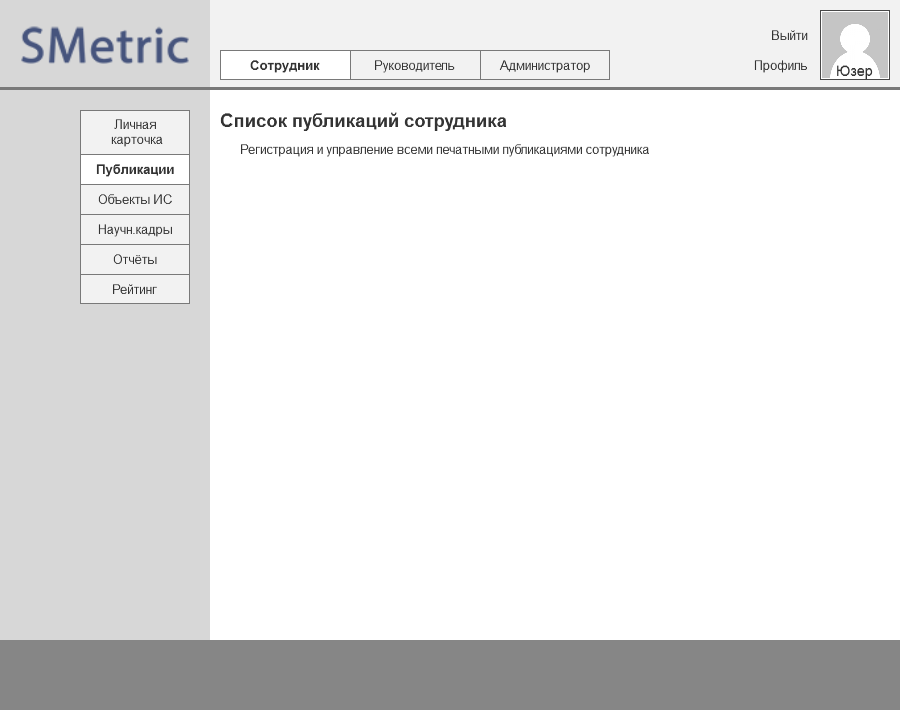 SMetric
Выйти
Профиль
Юзер
Сотрудник
Руководитель
Администратор
Личная
карточка
Публикации
Объекты ИС
Научн.кадры
Отчёты
Рейтинг
Список публикаций сотрудника
Регистрация и управление всеми печатными публикациями сотрудника